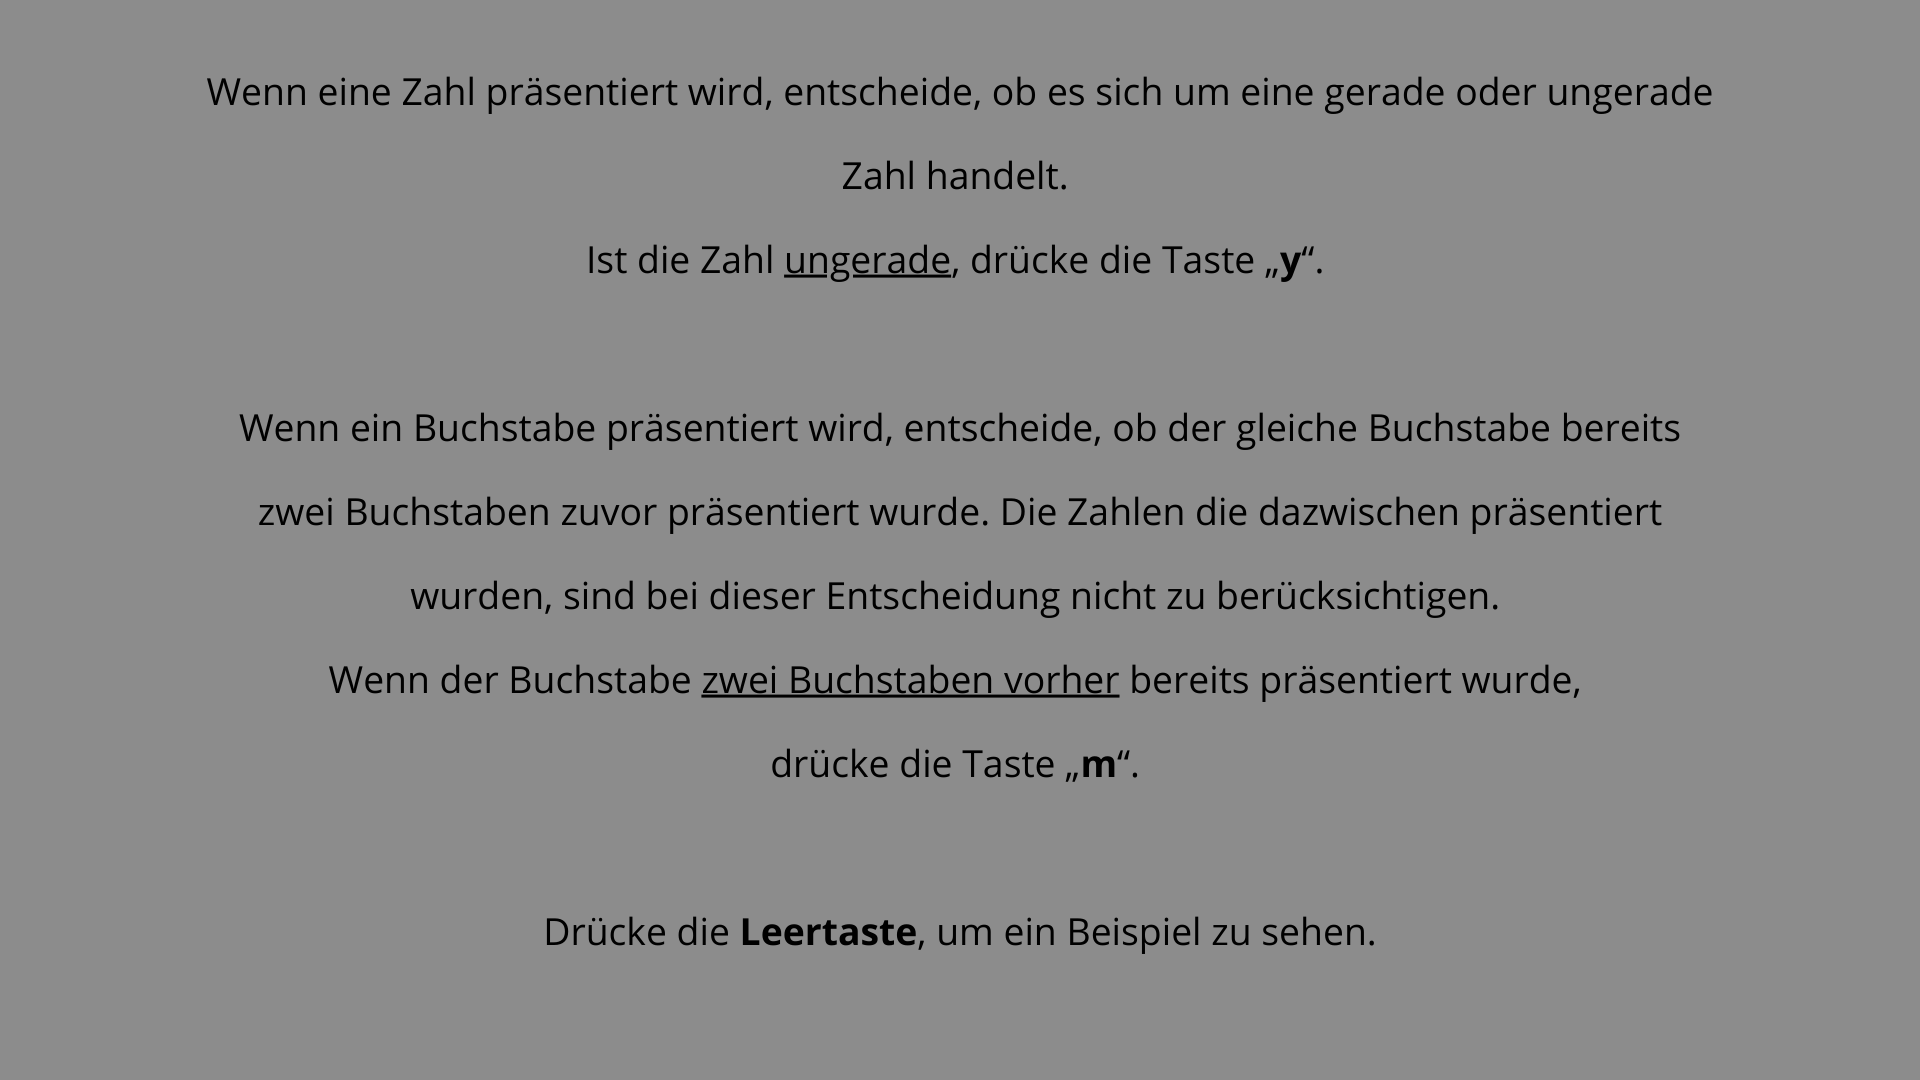 Wenn eine Zahl präsentiert wird, entscheide, ob es sich um eine gerade oder ungerade
Zahl handelt.
Ist die Zahl ungerade, drücke die Taste „y“.
Wenn ein Buchstabe präsentiert wird, entscheide, ob der gleiche Buchstabe bereits
zwei Buchstaben zuvor präsentiert wurde. Die Zahlen die dazwischen präsentiert
wurden, sind bei dieser Entscheidung nicht zu berücksichtigen.
Wenn der Buchstabe zwei Buchstaben vorher bereits präsentiert wurde,
drücke die Taste „m“.
Drücke die Leertaste, um ein Beispiel zu sehen.